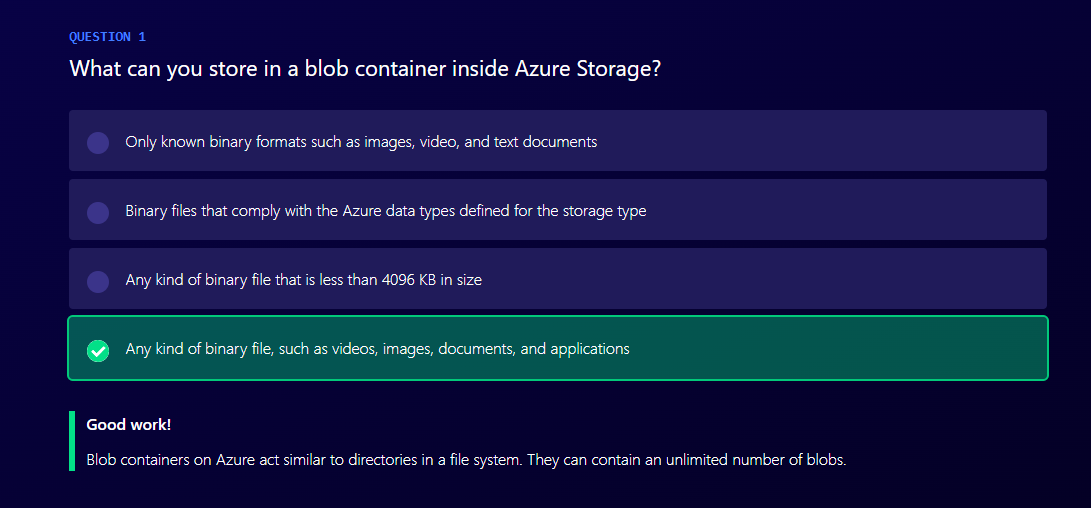 QUESTION 1
What can you store in a blob container inside Azure Storage?
Only known binary formats such as images, video, and text documents
Binary files that comply with the Azure data types defined for the storage type
Any kind of binary file that is less than 4096 KB in size
Any kind of binary file, such as videos, images, documents, and applications
Good work!
Blob containers on Azure act similar to directories in a file system. They can contain an unlimited number of blobs.